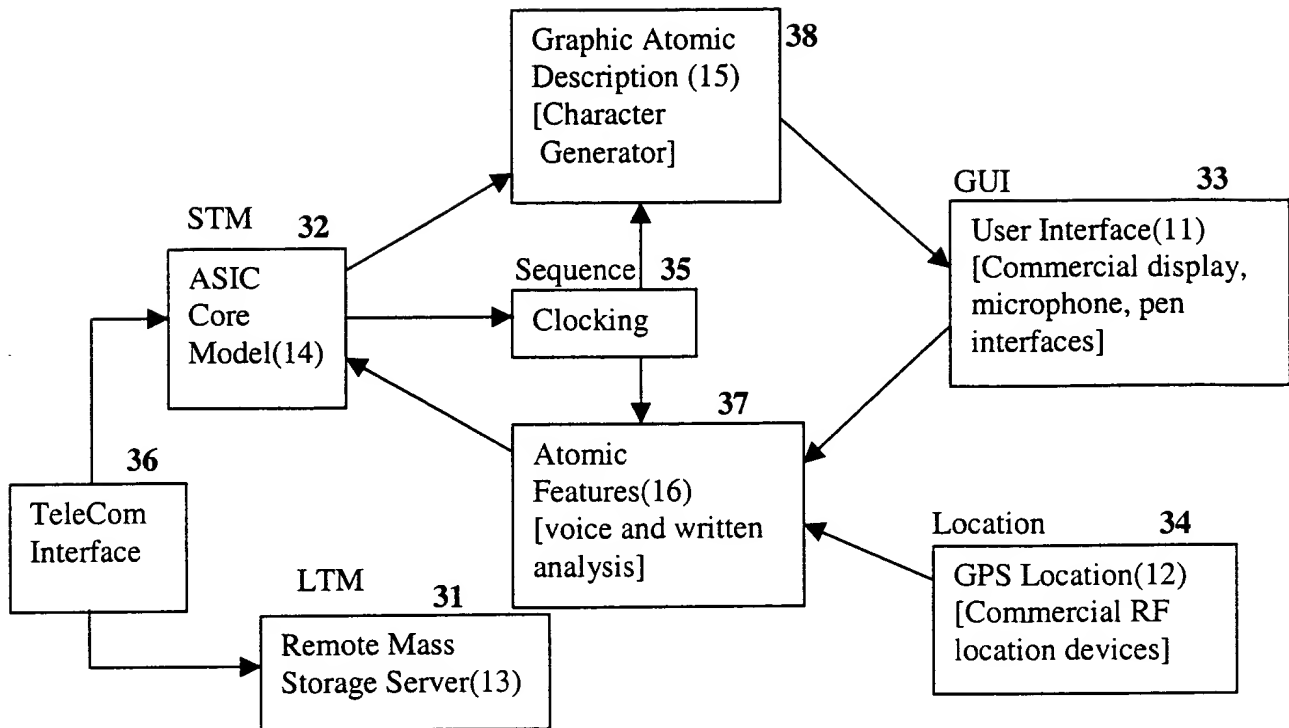 38
Graphic Atomic
Description (15)
[Character
Generator]
GUI 33
User Interface(11)
[Commercial display,
microphone, pen
interfaces]
STM 32
ASIC
Core
Model(14)
Sequence 35
Clocking
37
Atomic
Features(16)
[voice and written
analysis]
36
TeleCom
Interface
Location 34
GPS Location(12)
[Commercial RF
location devices]
LTM 31
Remote Mass
Storage Server(13)